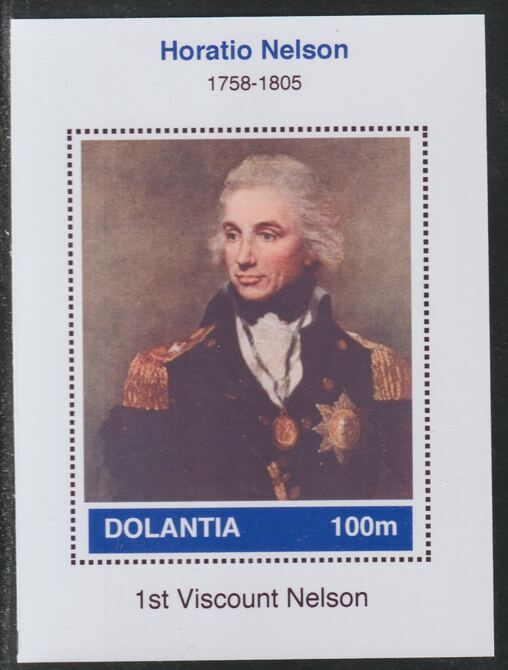 Horatio Nelson
1758-1805
DOLANTIA 100m
1st Viscount Nelson